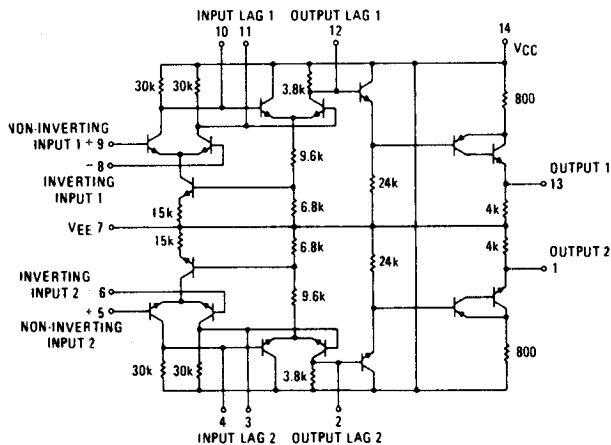 INPUT LAG 1 OUTPUT LAG 1
10 11 12 14
VCC
30k 30k 3.8k 800
NON-INVERTING
INPUT 1 + 9
- 8
9.6k
INVERTING
INPUT 1
24k
OUTPUT 1
13
15k 6.8k 4k
VEE 7
15k 6.8k 4k
24k
OUTPUT 2
1
INVERTING
INPUT 2 - 6
9.6k
+ 5
NON-INVERTING
INPUT 2
30k 30k 3.8k 800
4 3 2
INPUT LAG 2 OUTPUT LAG 2